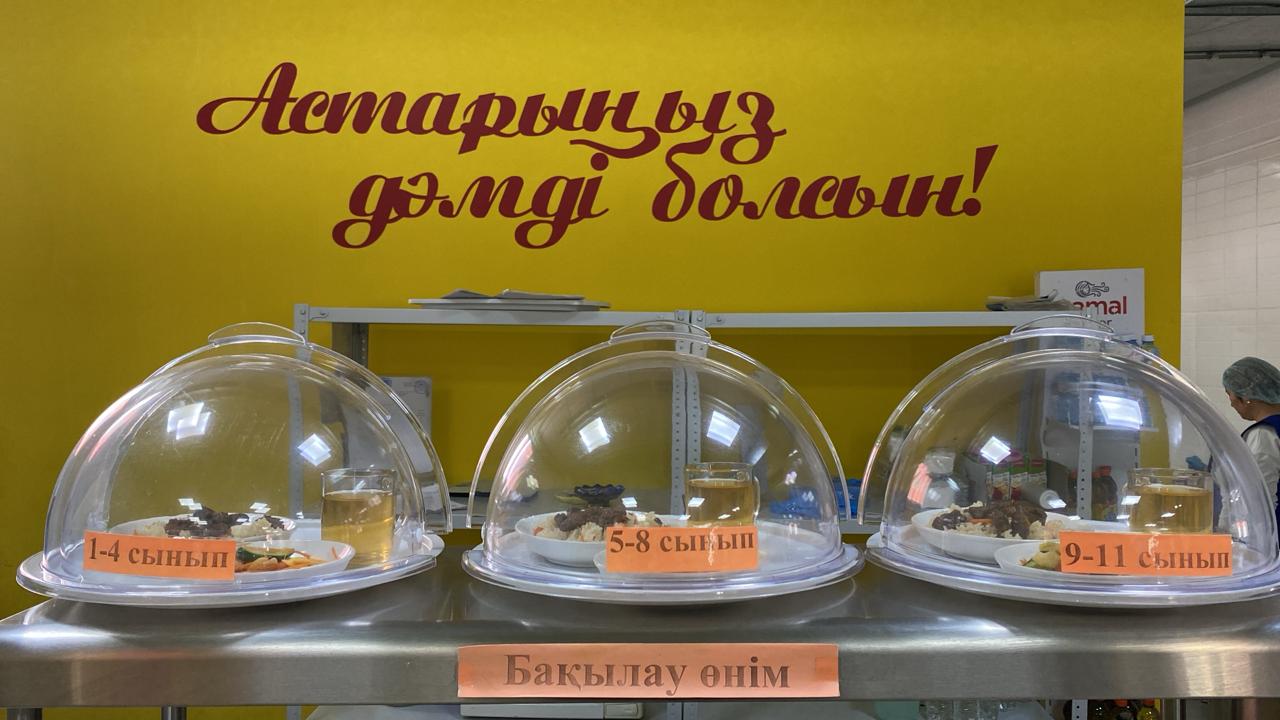 Астарыңыз
дәмді болсын!
1-4 сынып
5-8 сынып
9-11 сынып
Бақылау өнім